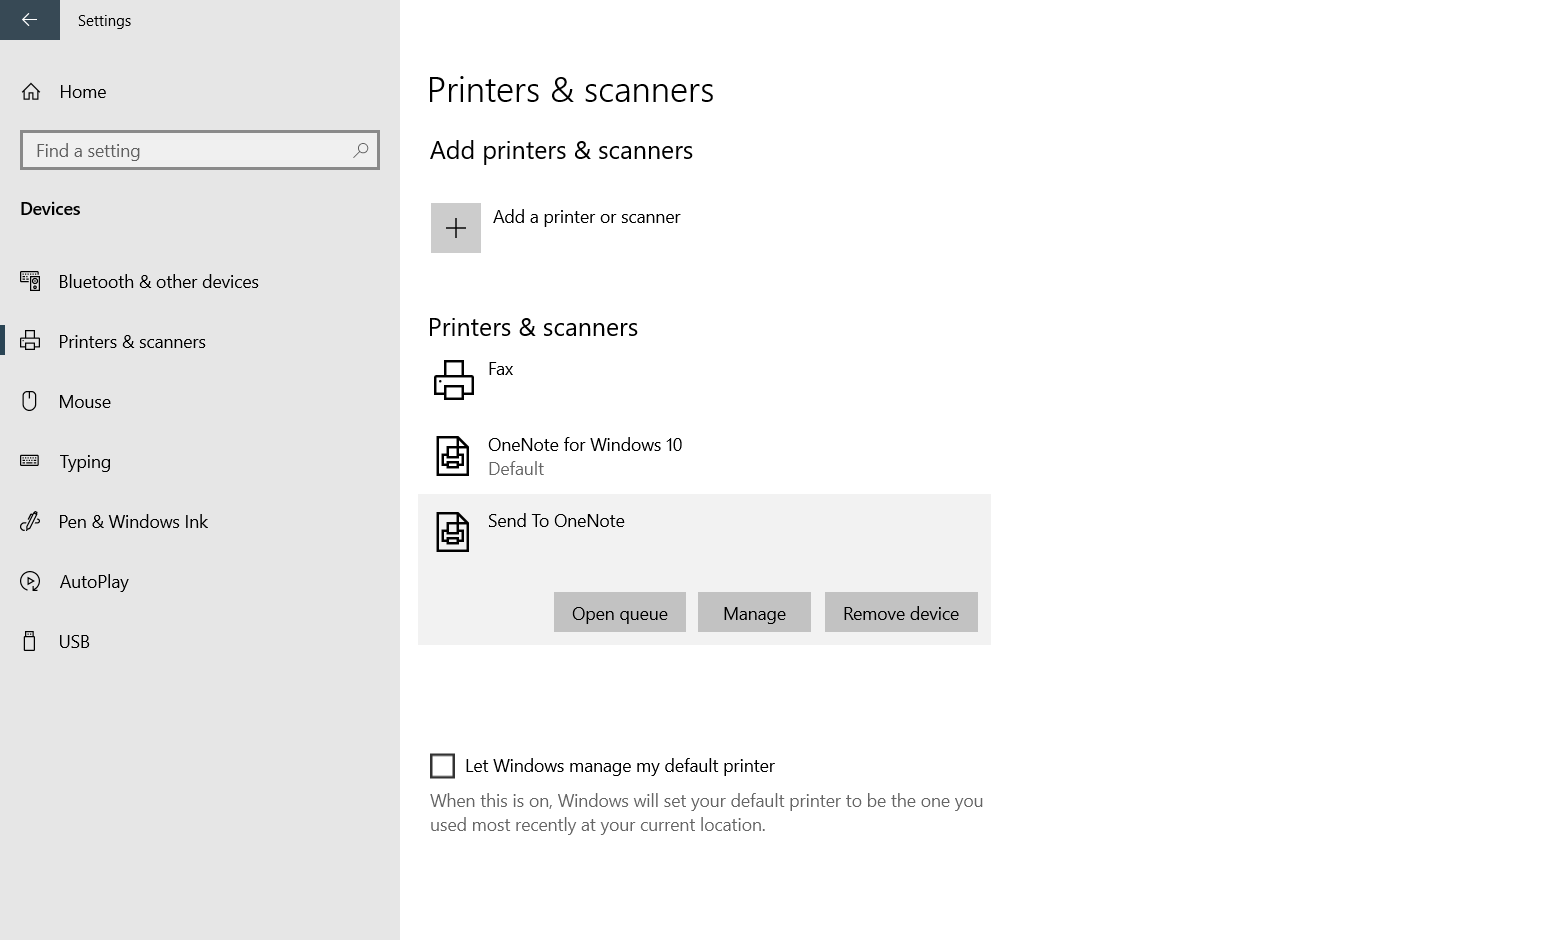 Settings
Home
Find a setting
Devices
Bluetooth & other devices
Printers & scanners
Mouse
Typing
Pen & Windows Ink
AutoPlay
USB
Printers & scanners
Add printers & scanners
Add a printer or scanner
Printers & scanners
Fax
OneNote for Windows 10
Default
Send To OneNote
Open queue
Manage
Remove device
Let Windows manage my default printer
When this is on, Windows will set your default printer to be the one you
used most recently at your current location.